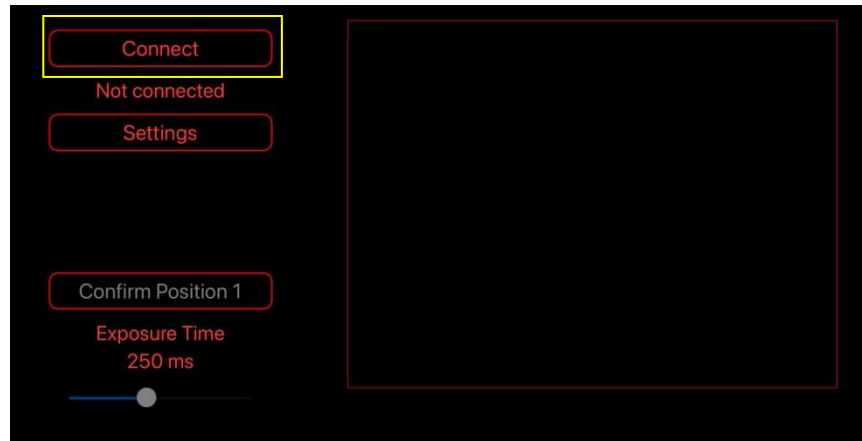 Connect
Not connected
Settings
Confirm Position 1
Exposure Time
250 ms